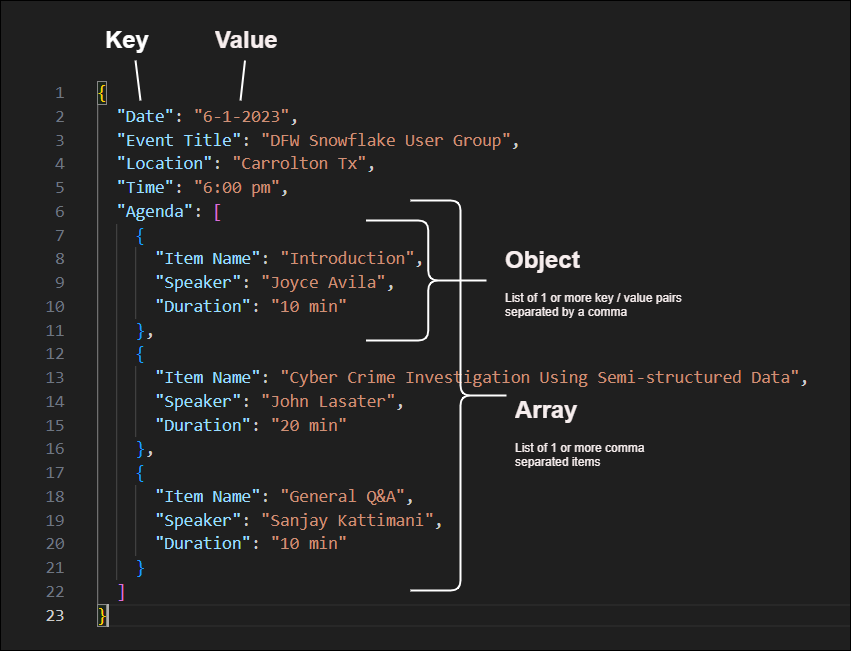 Key Value
1 {
2 "Date": "6-1-2023",
3 "Event Title": "DFW Snowflake User Group",
4 "Location": "Carrolton Tx",
5 "Time": "6:00 pm",
6 "Agenda": [
7 {
8 "Item Name": "Introduction",
9 "Speaker": "Joyce Avila",
10 "Duration": "10 min"
11 },
12 {
13 "Item Name": "Cyber Crime Investigation Using Semi-structured Data",
14 "Speaker": "John Lasater",
15 "Duration": "20 min"
16 },
17 {
18 "Item Name": "General Q&A",
19 "Speaker": "Sanjay Kattimani",
20 "Duration": "10 min"
21 }
22 ]
23 }
Object
List of 1 or more key / value pairs
separated by a comma
Array
List of 1 or more comma
separated items